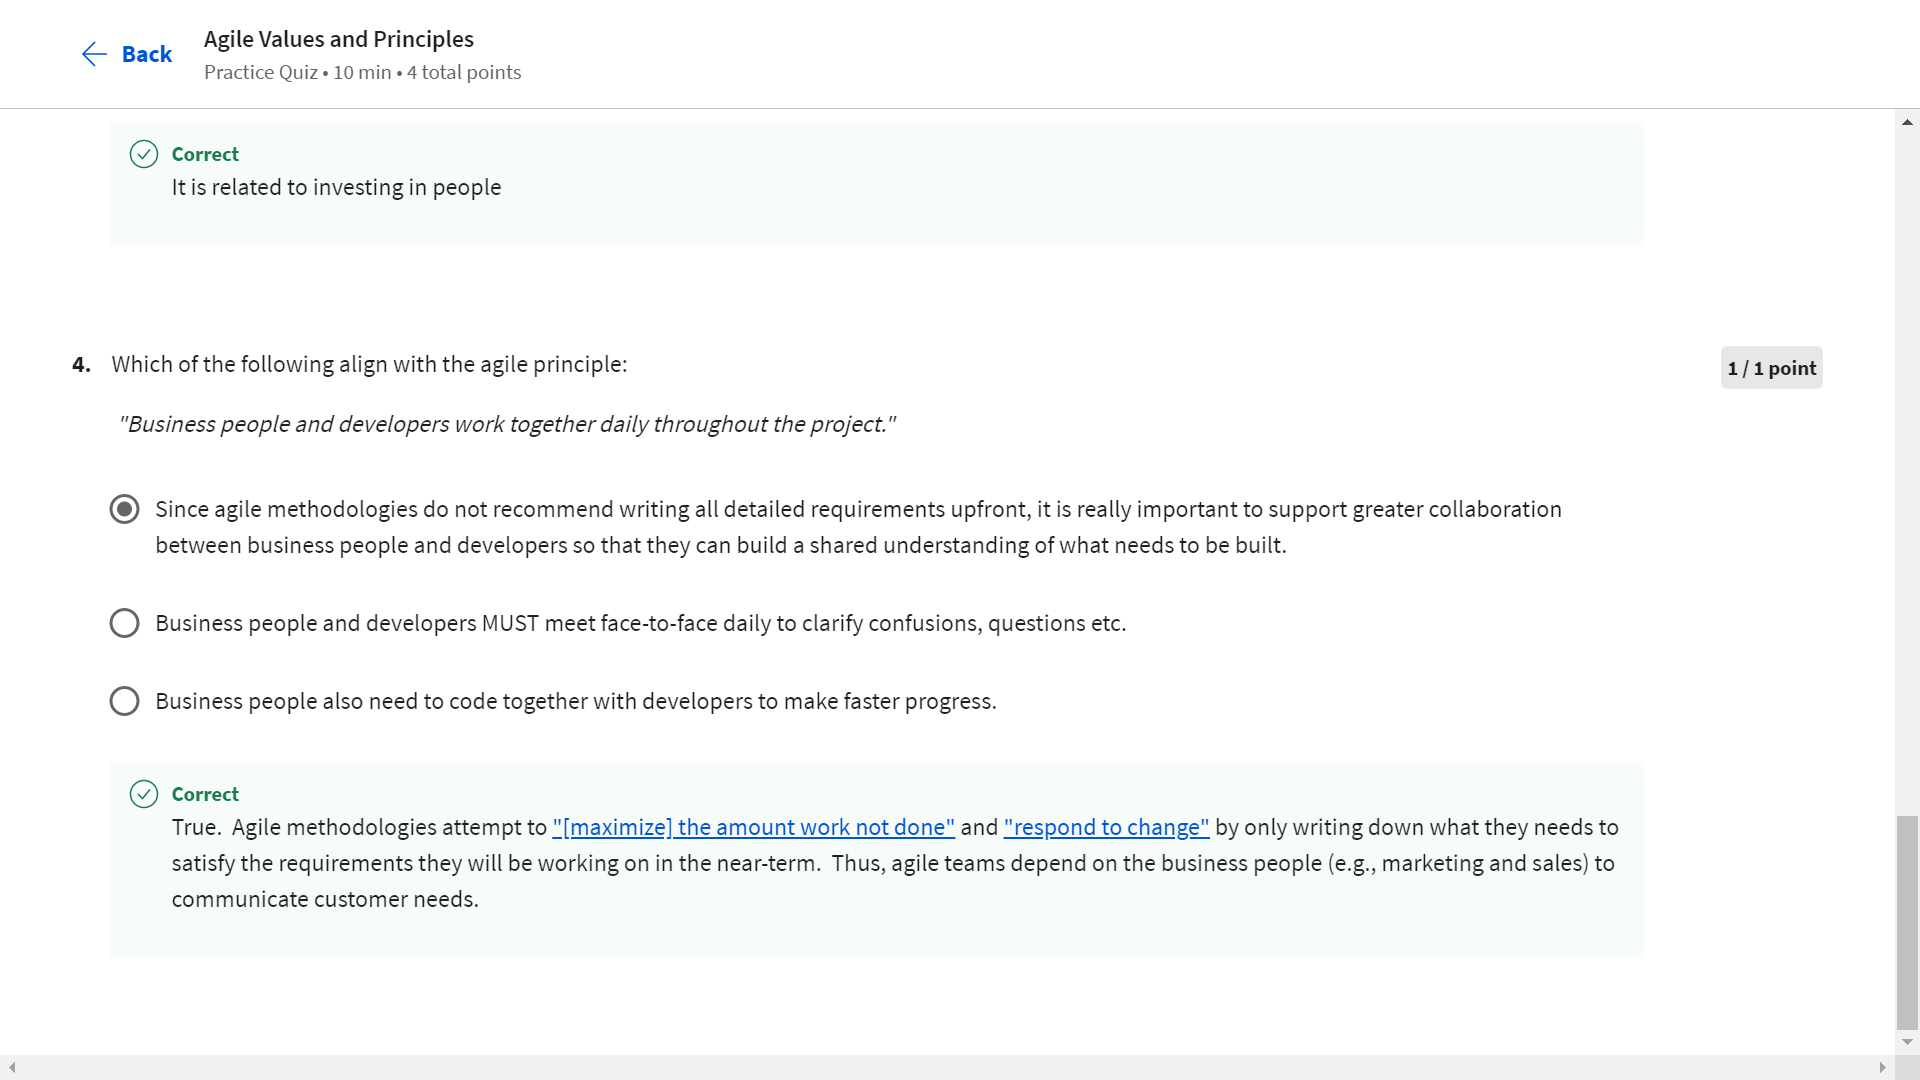 Back
Agile Values and Principles
Practice Quiz • 10 min • 4 total points
Correct
It is related to investing in people
4. Which of the following align with the agile principle:
1 / 1 point
"Business people and developers work together daily throughout the project."
Since agile methodologies do not recommend writing all detailed requirements upfront, it is really important to support greater collaboration
between business people and developers so that they can build a shared understanding of what needs to be built.
Business people and developers MUST meet face-to-face daily to clarify confusions, questions etc.
Business people also need to code together with developers to make faster progress.
Correct
True.  Agile methodologies attempt to "[maximize] the amount work not done" and "respond to change" by only writing down what they needs to
satisfy the requirements they will be working on in the near-term.  Thus, agile teams depend on the business people (e.g., marketing and sales) to
communicate customer needs.